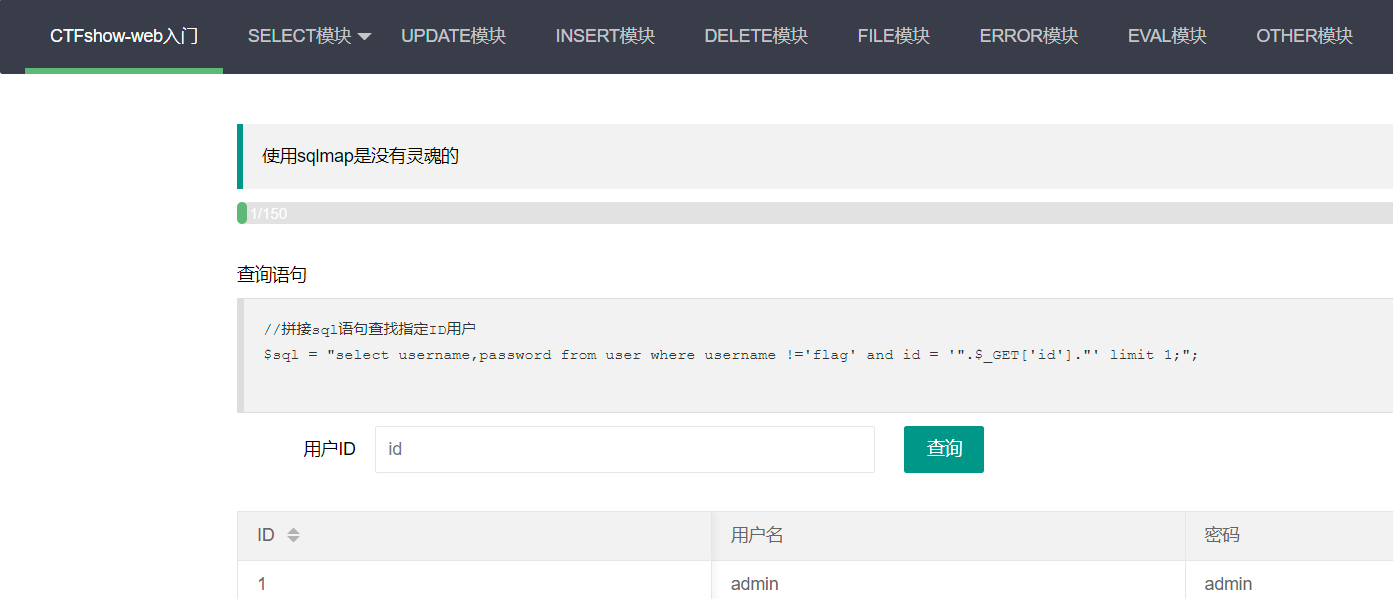 CTFshow-web入门 SELECT模块 UPDATE模块 INSERT模块 DELETE模块 FILE模块 ERROR模块 EVAL模块 OTHER模块
使用sqlmap是没有灵魂的
1/150
查询语句
//拼接sql语句查找指定ID用户
$sql = "select username,password from user where username !='flag' and id = '".$_GET['id']."' limit 1;";
用户ID id 查询
ID 用户名 密码
1 admin admin